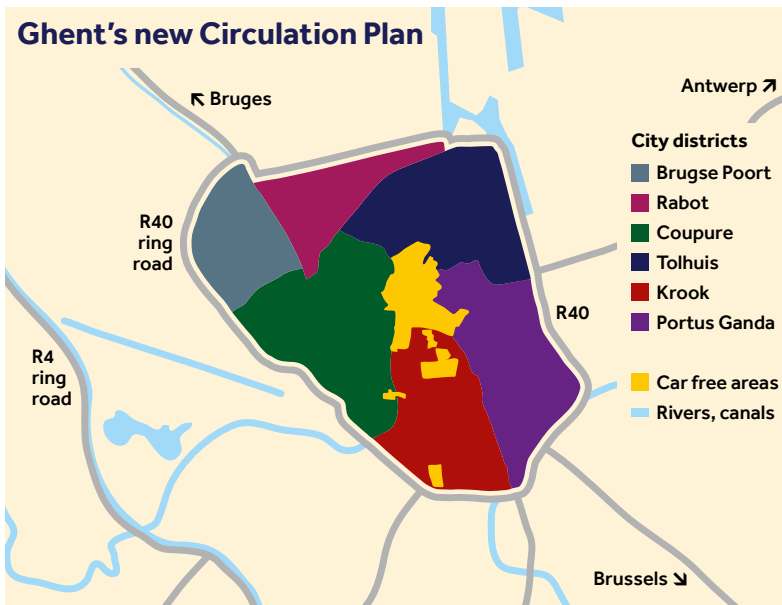 Ghent's new Circulation Plan
Bruges
Antwerp
City districts
Brugse Poort
Rabot
Coupure
Tolhuis
Krook
Portus Ganda
Car free areas
Rivers, canals
R40
ring
road
R40
R4
ring
road
Brussels